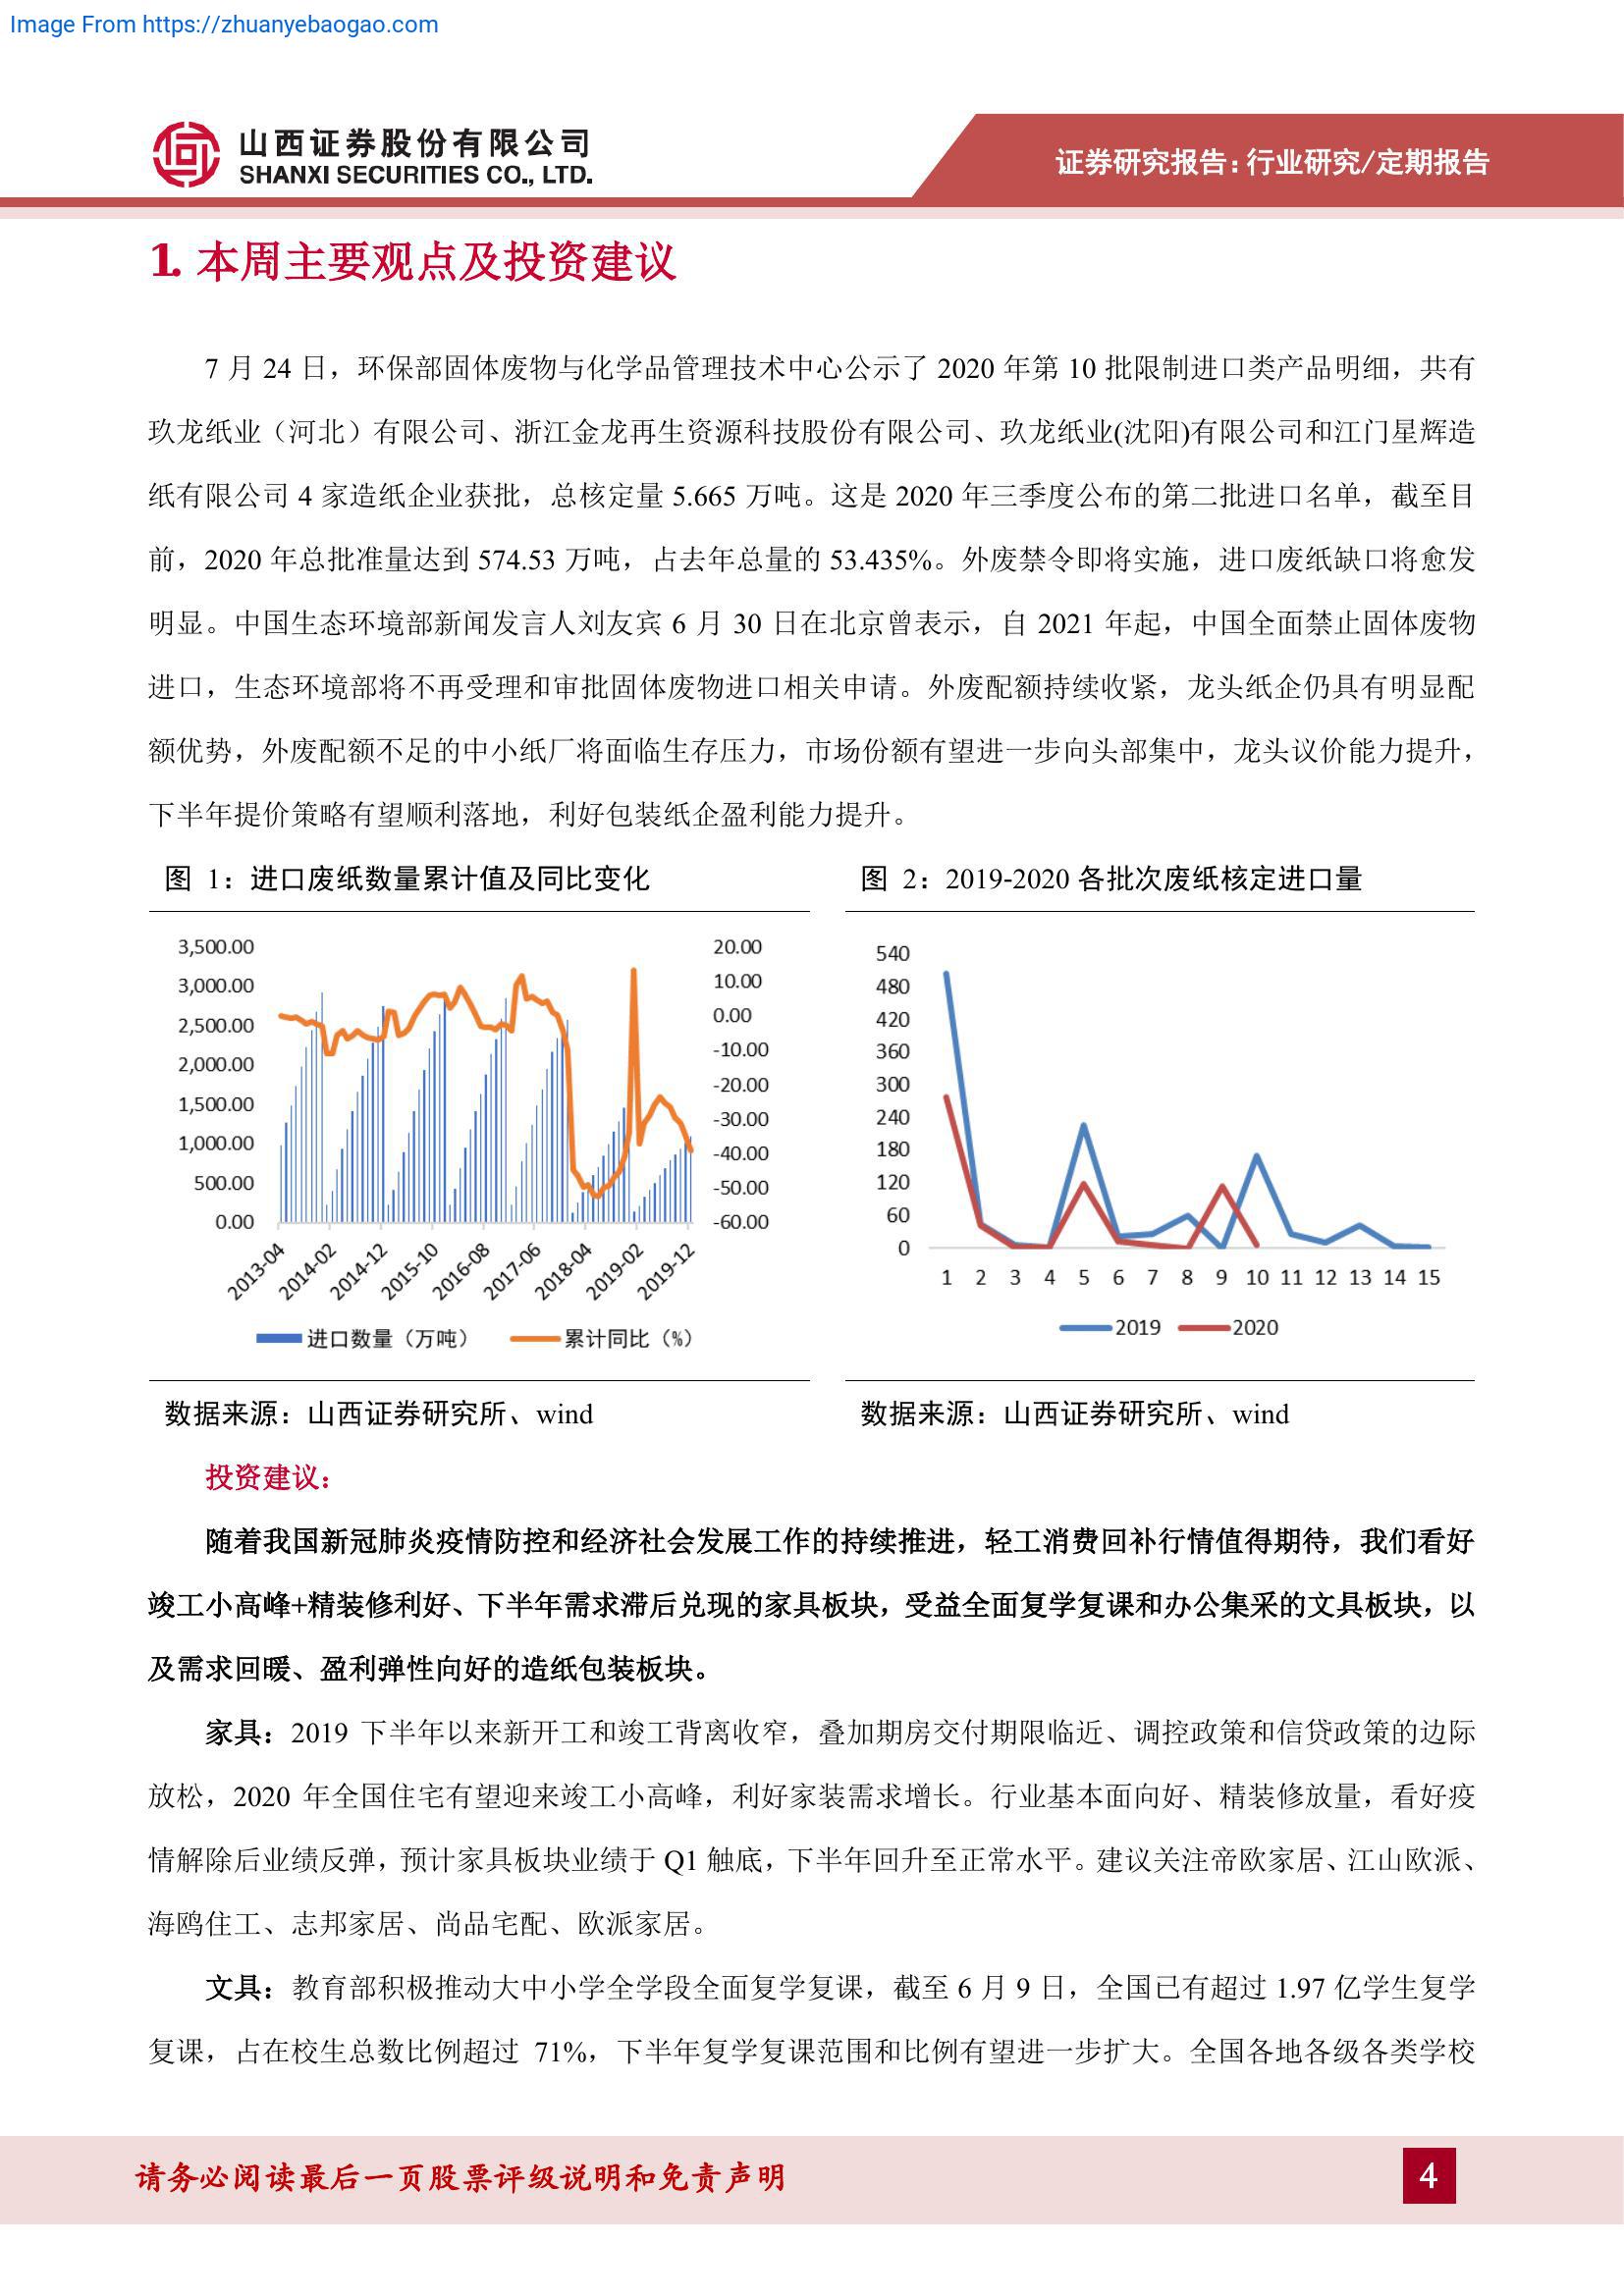 Image From https://zhuanyebaogao.com
山西证券股份有限公司
SHANXI SECURITIES CO., LTD.
证券研究报告:行业研究/定期报告
1. 本周主要观点及投资建议
7 月 24 日，环保部固体废物与化学品管理技术中心公示了 2020 年第 10 批限制进口类产品明细，共有
玖龙纸业（河北）有限公司、浙江金龙再生资源科技股份有限公司、玖龙纸业(沈阳)有限公司和江门星辉造
纸有限公司 4 家造纸企业获批，总核定量 5.665 万吨。这是 2020 年三季度公布的第二批进口名单，截至目
前，2020 年总批准量达到 574.53 万吨，占去年总量的 53.435%。外废禁令即将实施，进口废纸缺口将愈发
明显。中国生态环境部新闻发言人刘友宾 6 月 30 日在北京曾表示，自 2021 年起，中国全面禁止固体废物
进口，生态环境部将不再受理和审批固体废物进口相关申请。外废配额持续收紧，龙头纸企仍具有明显配
额优势，外废配额不足的中小纸厂将面临生存压力，市场份额有望进一步向头部集中，龙头议价能力提升，
下半年提价策略有望顺利落地，利好包装纸企盈利能力提升。
图 1：进口废纸数量累计值及同比变化
3,500.00
3,000.00
2,500.00
2,000.00
1,500.00
1,000.00
500.00
0.00
20.00
10.00
0.00
-10.00
-20.00
-30.00
-40.00
-50.00
-60.00
2013-04
2014-02
2014-12
2015-10
2016-08
2017-06
2018-04
2019-02
2019-12
进口数量（万吨）
累计同比（%）
数据来源：山西证券研究所、wind
图 2：2019-2020 各批次废纸核定进口量
540
480
420
360
300
240
180
120
60
0
1 2 3 4 5 6 7 8 9 10 11 12 13 14 15
2019 2020
数据来源：山西证券研究所、wind
投资建议：
随着我国新冠肺炎疫情防控和经济社会发展工作的持续推进，轻工消费回补行情值得期待，我们看好
竣工小高峰+精装修利好、下半年需求滞后兑现的家具板块，受益全面复学复课和办公集采的文具板块，以
及需求回暖、盈利弹性向好的造纸包装板块。
家具：2019 下半年以来新开工和竣工背离收窄，叠加期房交付期限临近、调控政策和信贷政策的边际
放松，2020 年全国住宅有望迎来竣工小高峰，利好家装需求增长。行业基本面向好、精装修放量，看好疫
情解除后业绩反弹，预计家具板块业绩于 Q1 触底，下半年回升至正常水平。建议关注帝欧家居、江山欧派、
海鸥住工、志邦家居、尚品宅配、欧派家居。
文具：教育部积极推动大中小学全学段全面复学复课，截至 6 月 9 日，全国已有超过 1.97 亿学生复学
复课，占在校生总数比例超过 71%，下半年复学复课范围和比例有望进一步扩大。全国各地各级各类学校
请务必阅读最后一页股票评级说明和免责声明
4